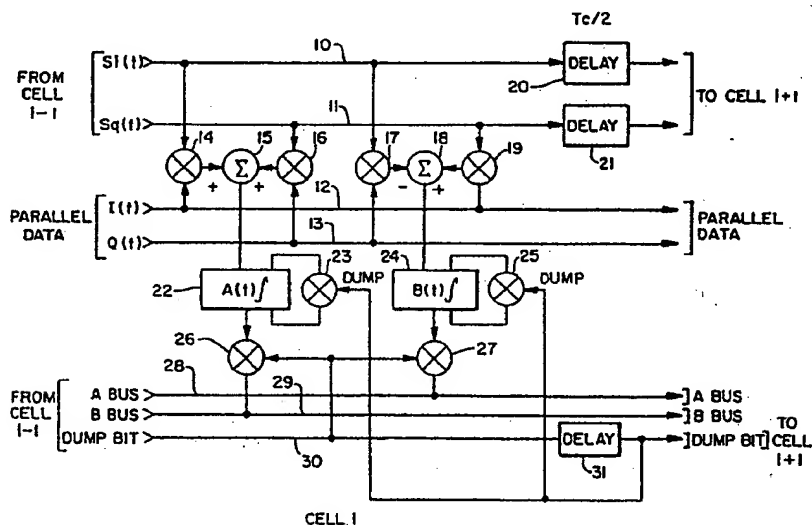 Tc/2
SI(t)
10
DELAY
20
FROM
CELL
I-1
Sq(t)
11
DELAY
21
TO CELL I+1
14
15
16
17
18
19
Σ
Σ
+
+
-
+
12
13
PARALLEL
DATA
I(t)
Q(t)
PARALLEL
DATA
22
A(t)∫
23
DUMP
24
B(t)∫
25
DUMP
26
27
28
29
FROM
CELL
I-1
A BUS
B BUS
DUMP BIT
30
DELAY
31
A BUS
B BUS
DUMP BIT
TO
CELL
I+1
CELL I